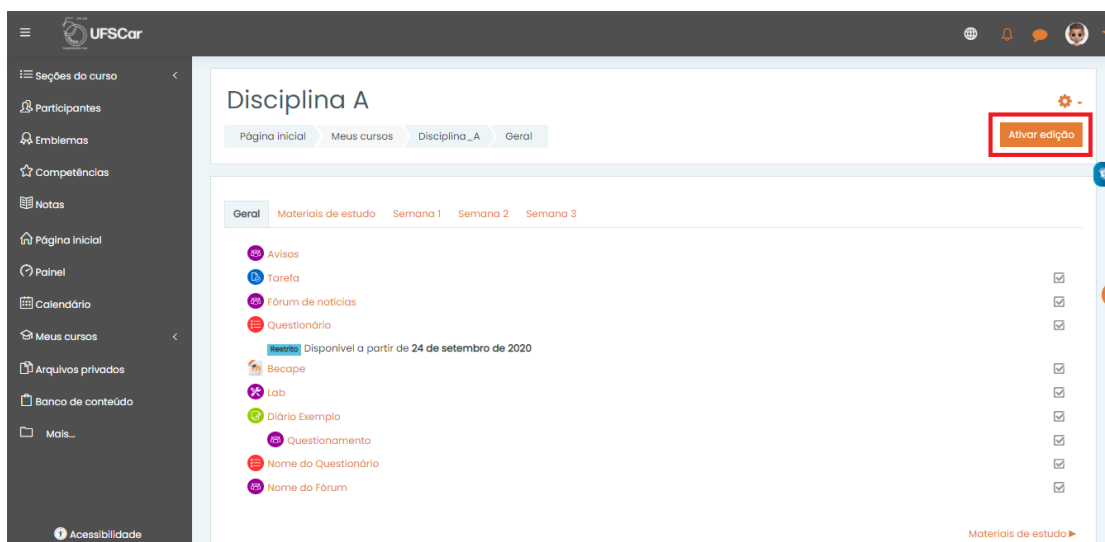 UFSCar
Seções do curso
Participantes
Emblemas
Competências
Notas
Página inicial
Painel
Calendário
Meus cursos
Arquivos privados
Banco de conteúdo
Mais...
Acessibilidade
Disciplina A
Página inicial Meus cursos Disciplina_A Geral
Ativar edição
Geral Materiais de estudo Semana 1 Semana 2 Semana 3
Avisos
Tarefa
Fórum de notícias
Questionário
Restrito Disponível a partir de 24 de setembro de 2020
Becape
Lab
Diário Exemplo
Questionamento
Nome do Questionário
Nome do Fórum
Materiais de estudo ►